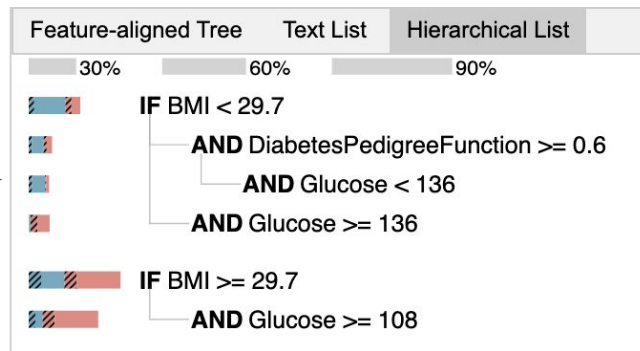 Feature-aligned Tree Text List Hierarchical List
30% 60% 90%
IF BMI < 29.7
AND DiabetesPedigreeFunction >= 0.6
AND Glucose < 136
AND Glucose >= 136
IF BMI >= 29.7
AND Glucose >= 108